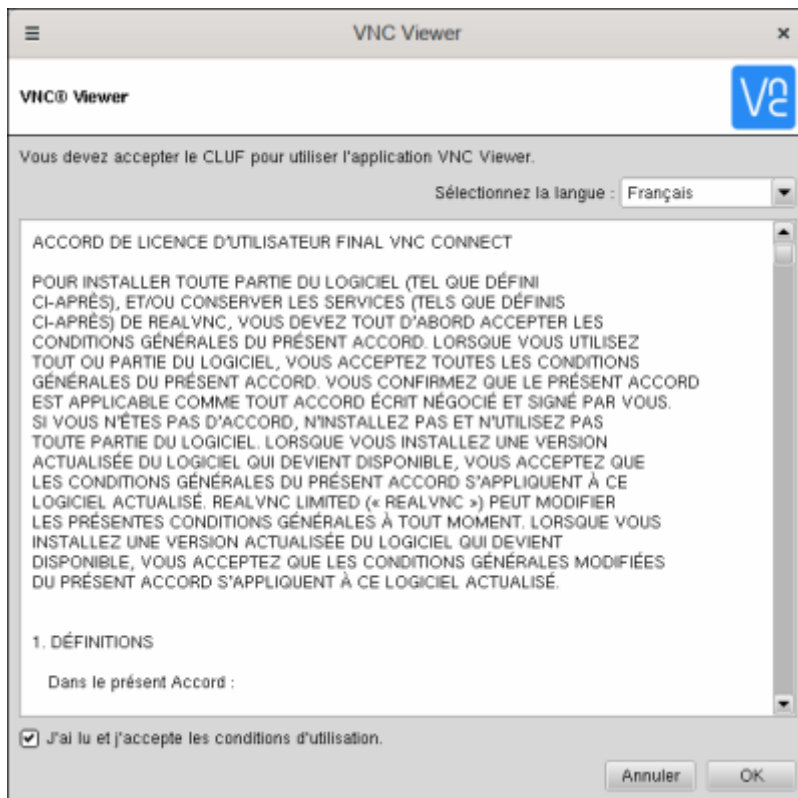 VNC Viewer
VNC® Viewer
Vnc
Vous devez accepter le CLUF pour utiliser l'application VNC Viewer.
Sélectionnez la langue : Français
ACCORD DE LICENCE D'UTILISATEUR FINAL VNC CONNECT
POUR INSTALLER TOUTE PARTIE DU LOGICIEL (TEL QUE DÉFINI
CI-APRÈS), ET/OU CONSERVER LES SERVICES (TELS QUE DÉFINIS
CI-APRÈS) DE REALVNC, VOUS DEVEZ TOUT D'ABORD ACCEPTER LES
CONDITIONS GÉNÉRALES DU PRÉSENT ACCORD. LORSQUE VOUS UTILISEZ
TOUT OU PARTIE DU LOGICIEL, VOUS ACCEPTEZ TOUTES LES CONDITIONS
GÉNÉRALES DU PRÉSENT ACCORD. VOUS CONFIRMEZ QUE LE PRÉSENT ACCORD
EST APPLICABLE COMME TOUT ACCORD ÉCRIT NÉGOCIÉ ET SIGNÉ PAR VOUS.
SI VOUS N'ÊTES PAS D'ACCORD, N'INSTALLEZ PAS ET N'UTILISEZ PAS
TOUTE PARTIE DU LOGICIEL. LORSQUE VOUS INSTALLEZ UNE VERSION
ACTUALISÉE DU LOGICIEL QUI DEVIENT DISPONIBLE, VOUS ACCEPTEZ QUE
LES CONDITIONS GÉNÉRALES DU PRÉSENT ACCORD S'APPLIQUENT À CE
LOGICIEL ACTUALISÉ. REALVNC LIMITED (« REALVNC ») PEUT MODIFIER
LES PRÉSENTES CONDITIONS GÉNÉRALES À TOUT MOMENT. LORSQUE VOUS
INSTALLEZ UNE VERSION ACTUALISÉE DU LOGICIEL QUI DEVIENT
DISPONIBLE, VOUS ACCEPTEZ QUE LES CONDITIONS GÉNÉRALES MODIFIÉES
DU PRÉSENT ACCORD S'APPLIQUENT À CE LOGICIEL ACTUALISÉ.
1. DÉFINITIONS
Dans le présent Accord :
J'ai lu et j'accepte les conditions d'utilisation.
Annuler OK